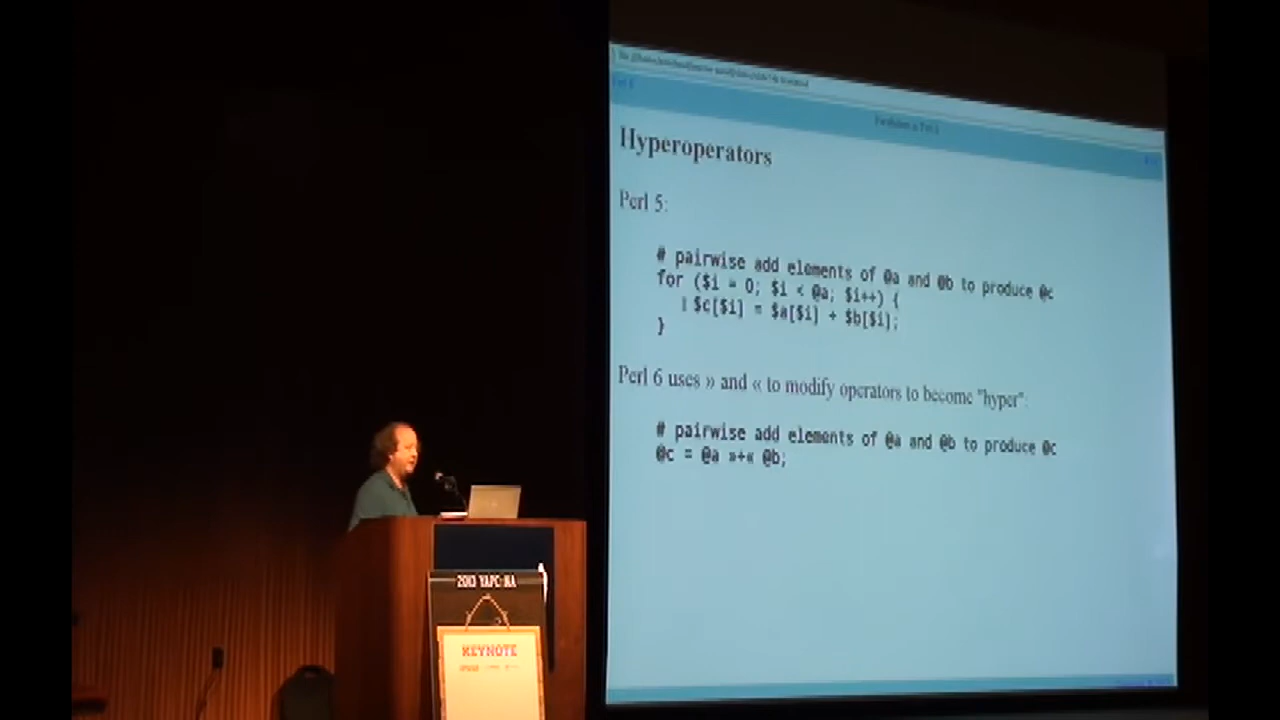 Hyperoperators
Perl 5:
# pairwise add elements of @a and @b to produce @c
for ($i = 0; $i < @a; $i++) {
$c[$i] = $a[$i] + $b[$i];
}
Perl 6 uses » and « to modify operators to become "hyper":
# pairwise add elements of @a and @b to produce @c
@c = @a »+« @b;
2013 YAPC::NA
KEYNOTE